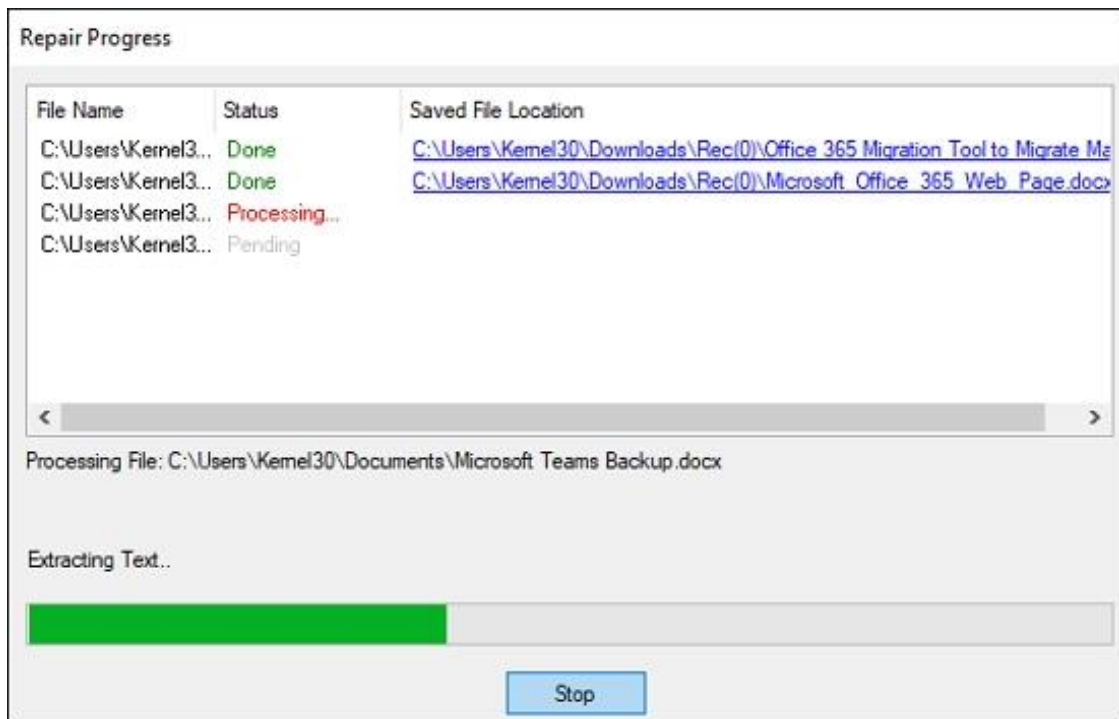 Repair Progress
File Name Status Saved File Location
C:\Users\Kernel3... Done C:\Users\Kernel30\Downloads\Rec(0)\Office 365 Migration Tool to Migrate Ma
C:\Users\Kernel3... Done C:\Users\Kernel30\Downloads\Rec(0)\Microsoft_Office_365_Web_Page.docx
C:\Users\Kernel3... Processing...
C:\Users\Kernel3... Pending
Processing File: C:\Users\Kernel30\Documents\Microsoft Teams Backup.docx
Extracting Text..
Stop